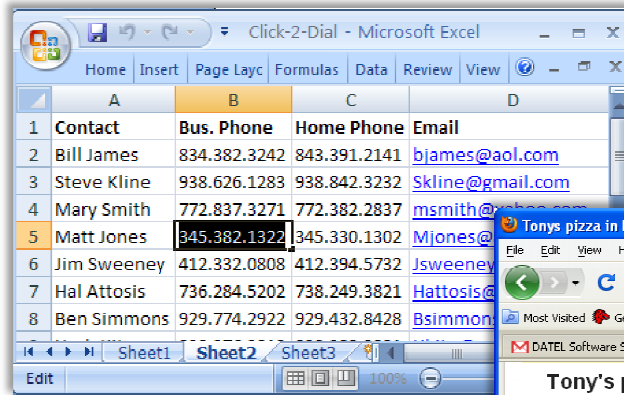 Click-2-Dial - Microsoft Excel
Home Insert Page Layc Formulas Data Review View
A B C D
1 Contact Bus. Phone Home Phone Email
2 Bill James 834.382.3242 843.391.2141 bjames@aol.com
3 Steve Kline 938.626.1283 938.842.3232 Skline@gmail.com
4 Mary Smith 772.837.3271 772.382.2837 msmith@yahoo.com
5 Matt Jones 345.382.1322 345.330.1302 Mjones@
6 Jim Sweeney 412.332.0808 412.394.5732 Jsweeney
7 Hal Attosis 736.284.5202 738.249.3821 Hattosis@
8 Ben Simmons 929.774.2922 929.432.8428 Bsimmon
Sheet1 Sheet2 Sheet3
Edit 100%
Tonys pizza in
File Edit View H
Most Visited Ge
DATEL Software S
Tony's p